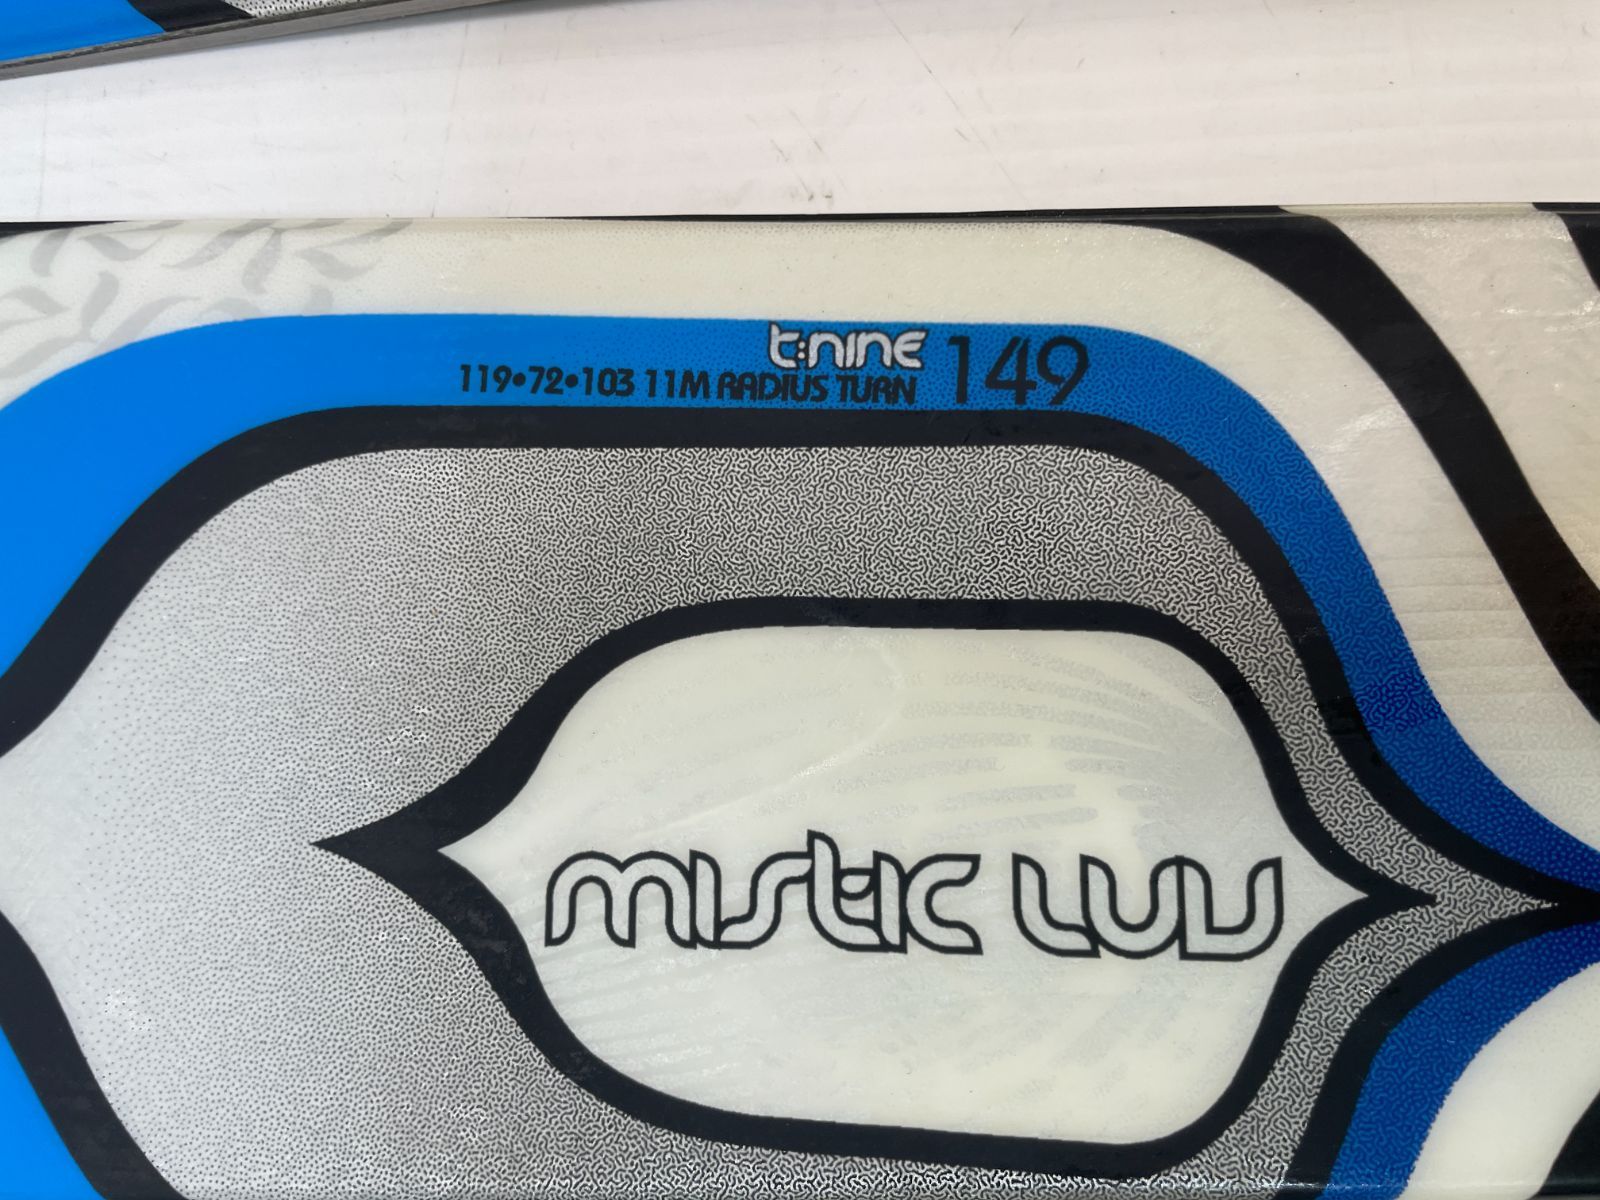 t:nine 149
119•72•103 11M RADIUS TURN
mistic luv